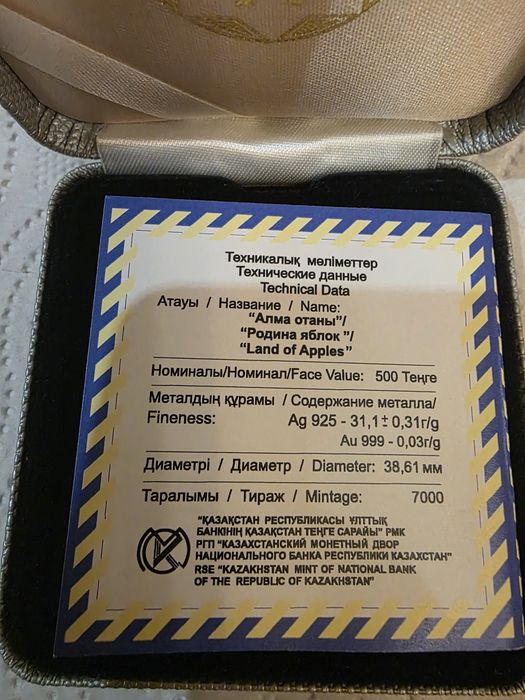 Техникалық мәліметтер
Технические данные
Technical Data
Атауы / Название / Name:
“Алма отаны”/
“Родина яблок ”/
“Land of Apples”
Номиналы/Номинал/Face Value: 500 Теңге
Металдың құрамы / Содержание металла/
Fineness: Ag 925 - 31,1 ± 0,31г/g
Au 999 - 0,03г/g
Диаметрі / Диаметр / Diameter: 38,61 мм
Таралымы / Тираж / Mintage: 7000
“ҚАЗАҚСТАН РЕСПУБЛИКАСЫ ҰЛТТЫҚ
БАНКІНІҢ ҚАЗАҚСТАН ТЕҢГЕ САРАЙЫ” РМК
РГП “КАЗАХСТАНСКИЙ МОНЕТНЫЙ ДВОР
НАЦИОНАЛЬНОГО БАНКА РЕСПУБЛИКИ КАЗАХСТАН”
RSE “KAZAKHSTAN MINT OF NATIONAL BANK
OF THE REPUBLIC OF KAZAKHSTAN”